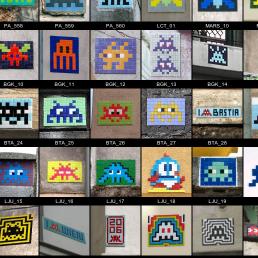 PA_558 PA_559 PA_560 LCT_01 MARS_10
BGK_10 BGK_11 BGK_12 BGK_13 BGK_14
I BASTIA
BTA_24 BTA_25 BTA_26 BTA_27 BTA_28
LJU_15 LJU_16 LJU_17 LJU_18 LJU_19